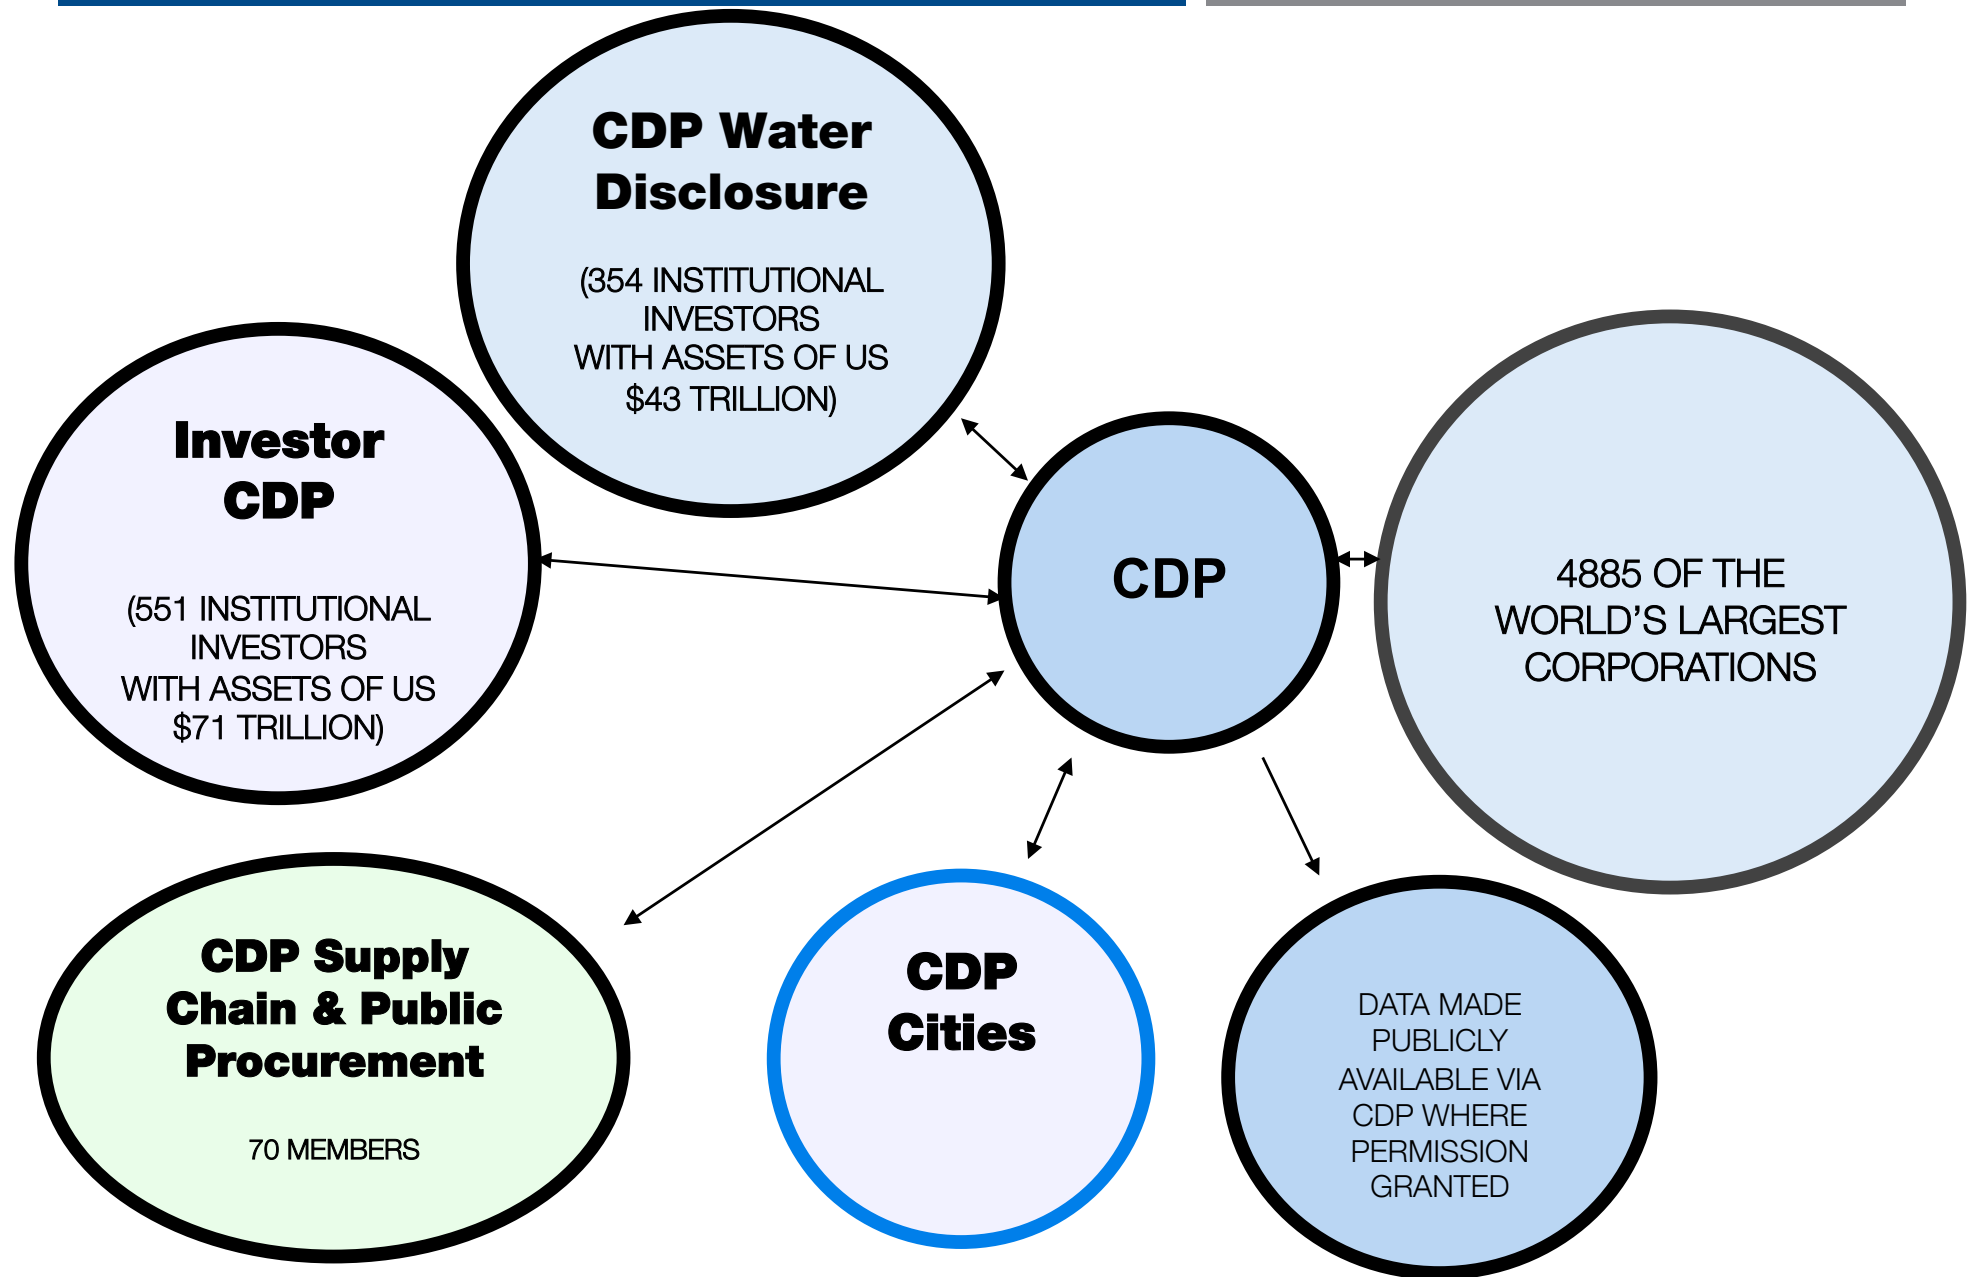 CDP Water
Disclosure
(354 INSTITUTIONAL
INVESTORS
WITH ASSETS OF US
$43 TRILLION)
Investor
CDP
(551 INSTITUTIONAL
INVESTORS
WITH ASSETS OF US
$71 TRILLION)
CDP
4885 OF THE
WORLD'S LARGEST
CORPORATIONS
CDP Supply
Chain & Public
Procurement
70 MEMBERS
CDP
Cities
DATA MADE
PUBLICLY
AVAILABLE VIA
CDP WHERE
PERMISSION
GRANTED